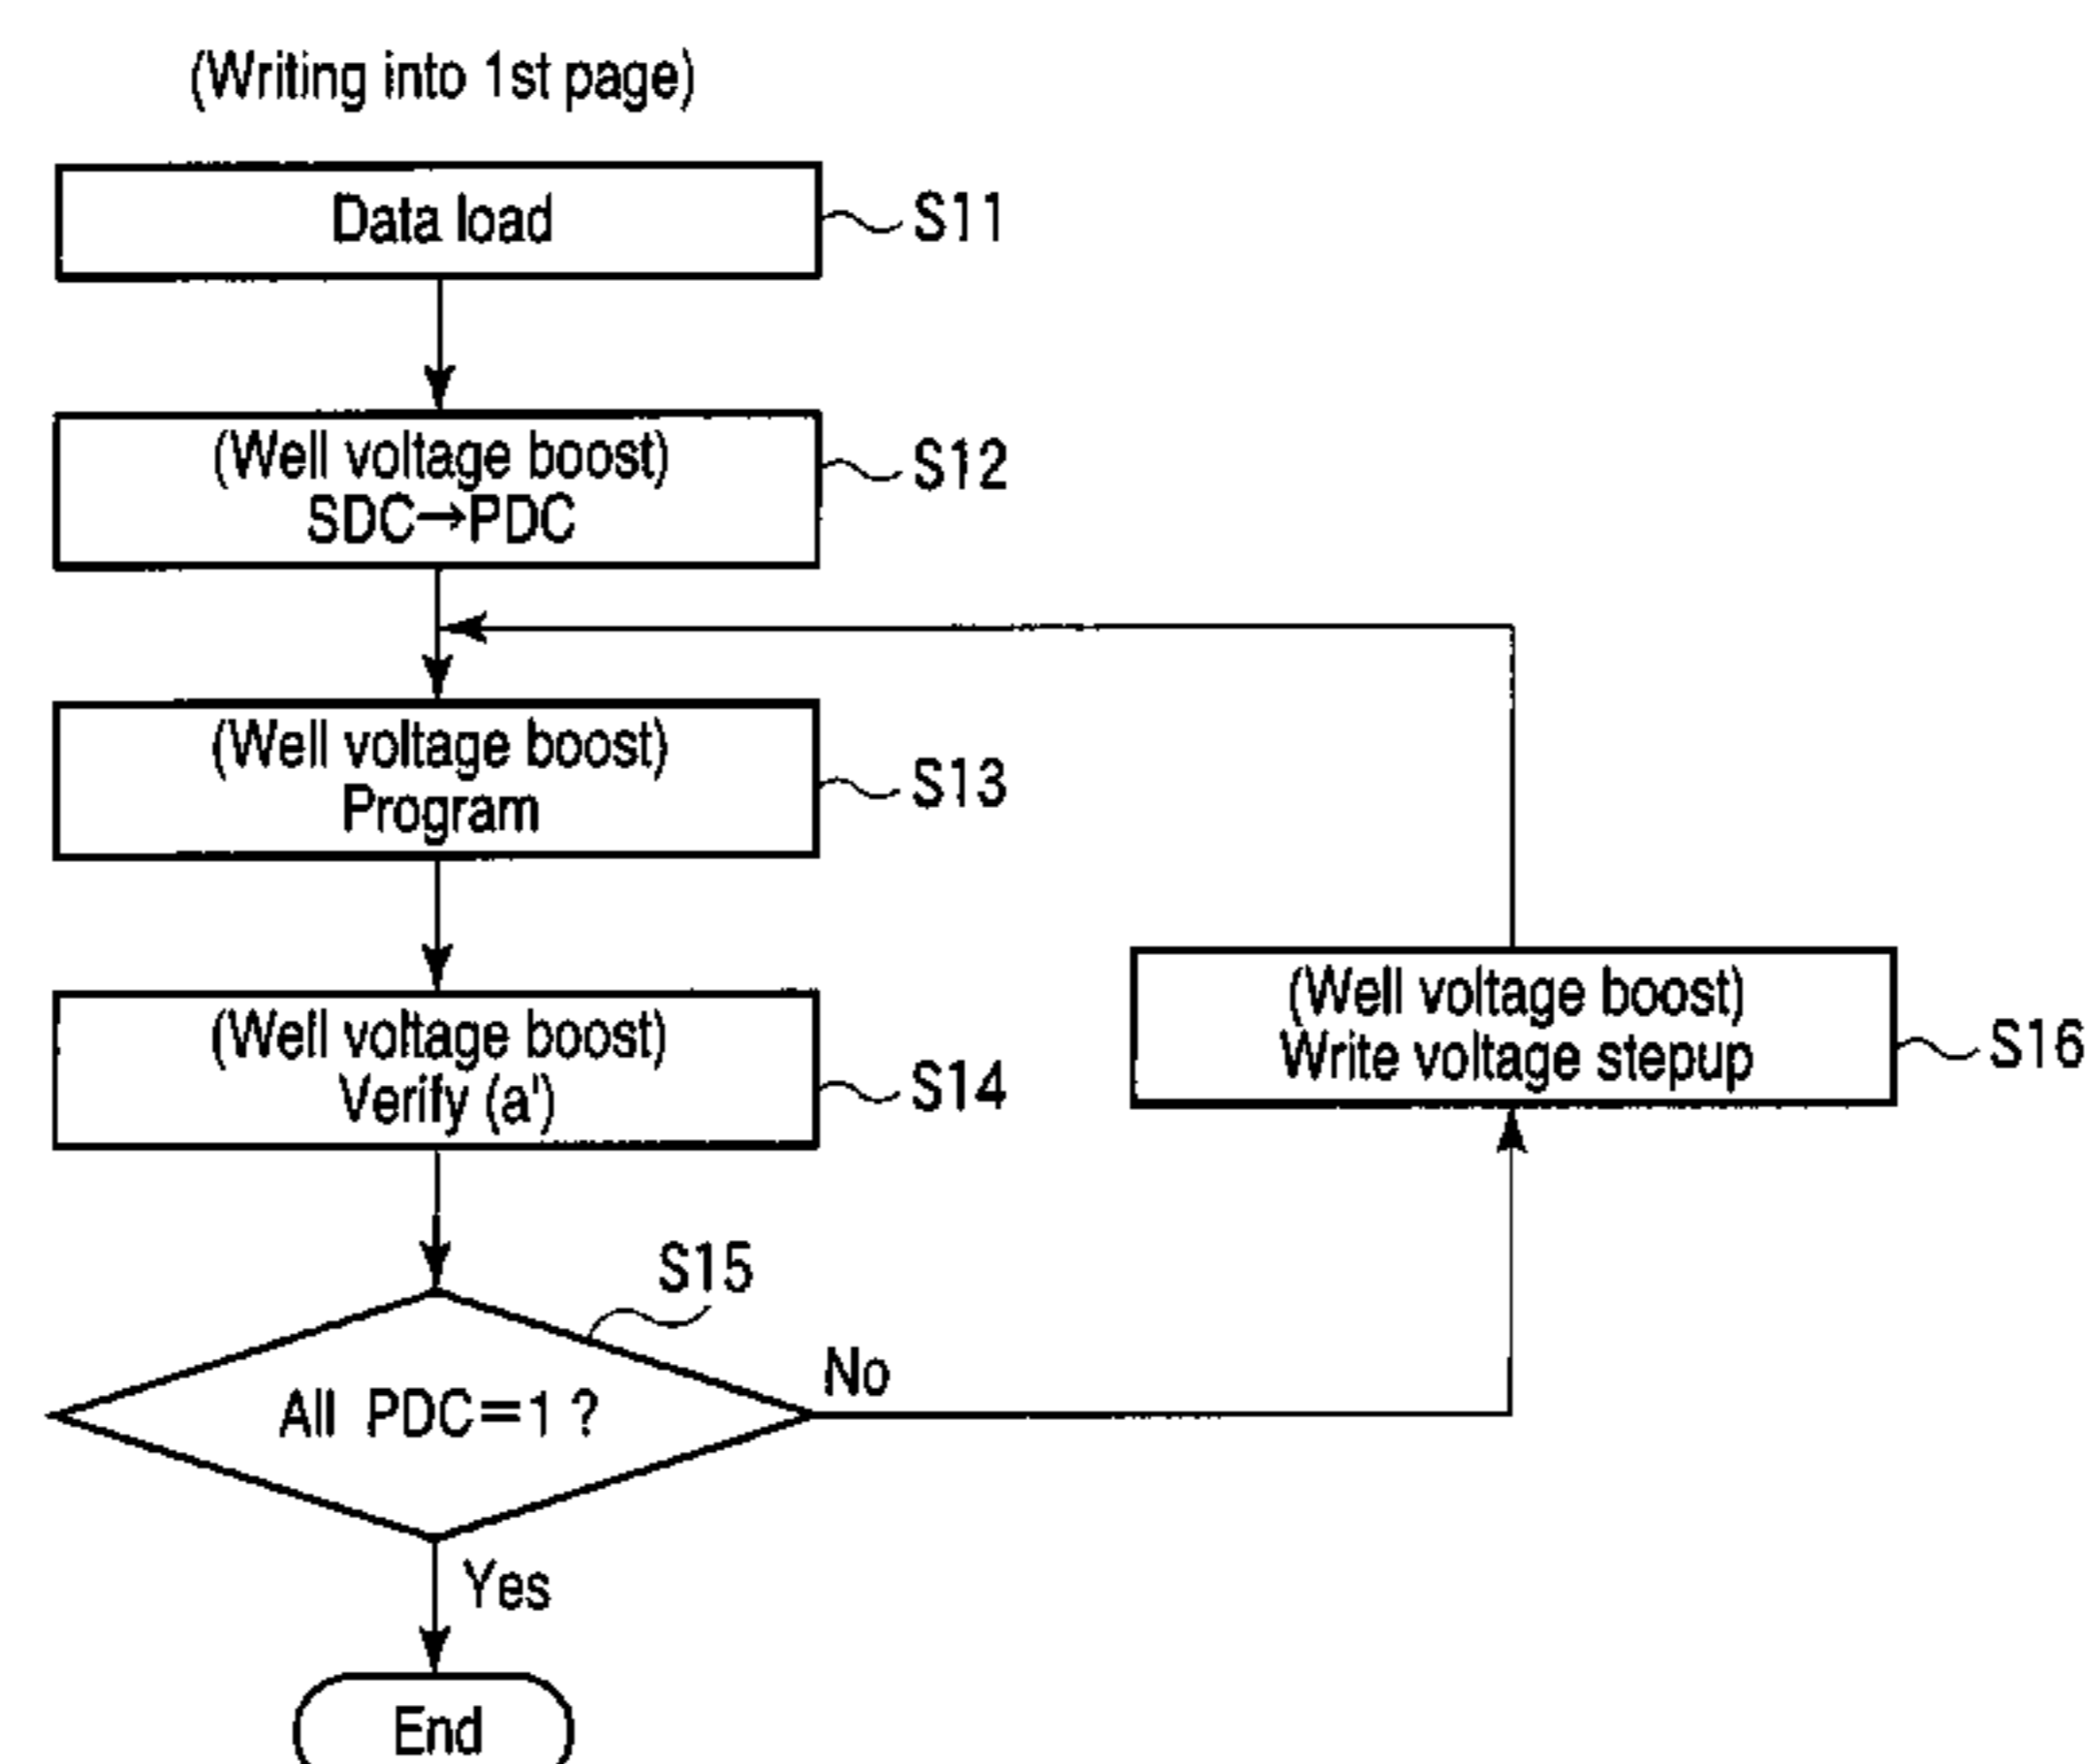 (Writing into 1st page)
Data load
S11
(Well voltage boost)
SDC→PDC
S12
(Well voltage boost)
Program
S13
(Well voltage boost)
Verify (a')
S14
(Well voltage boost)
Write voltage stepup
S16
S15
All PDC=1 ?
No
Yes
End